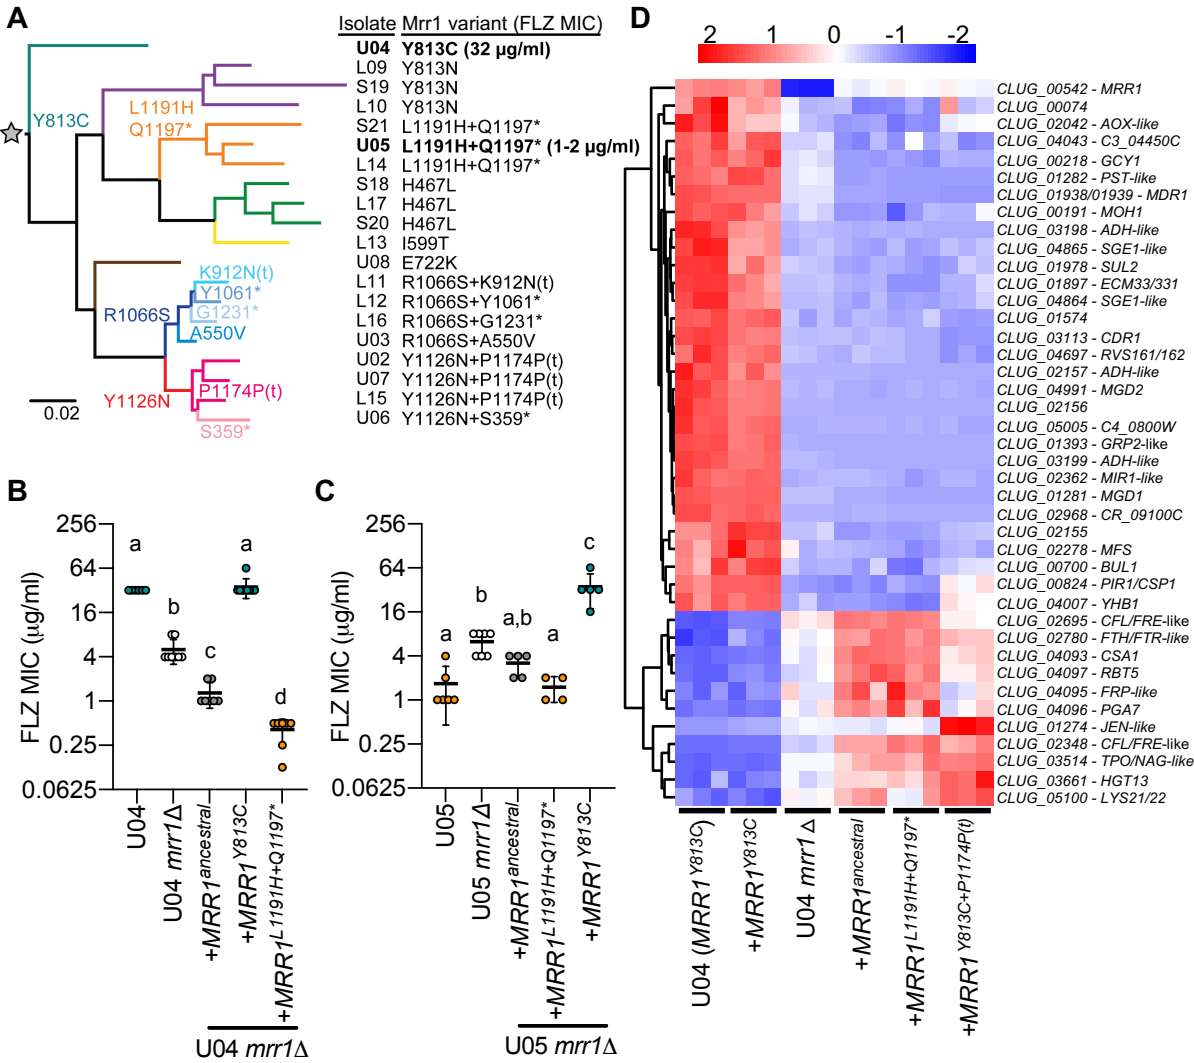 A
Isolate Mrr1 variant (FLZ MIC)
U04 Y813C (32 µg/ml)
L09 Y813N
S19 Y813N
L10 Y813N
S21 L1191H+Q1197*
U05 L1191H+Q1197* (1-2 µg/ml)
L14 L1191H+Q1197*
S18 H467L
L17 H467L
S20 H467L
L13 I599T
U08 E722K
L11 R1066S+K912N(t)
L12 R1066S+Y1061*
L16 R1066S+G1231*
U03 R1066S+A550V
U02 Y1126N+P1174P(t)
U07 Y1126N+P1174P(t)
L15 Y1126N+P1174P(t)
U06 Y1126N+S359*
Y813C
L1191H
Q1197*
K912N(t)
Y1061*
R1066S
G1231*
A550V
Y1126N
P1174P(t)
S359*
0.02
B
FLZ MIC (µg/ml)
256
64
16
4
1
0.25
0.0625
a
b
c
a
d
U04
U04 mrr1Δ
+MRR1ancestral
+MRR1Y813C
+MRR1L1191H+Q1197*
U04 mrr1Δ
C
FLZ MIC (µg/ml)
256
64
16
4
1
0.25
0.0625
a
b
a,b
a
c
U05
U05 mrr1Δ
+MRR1ancestral
+MRR1L1191H+Q1197*
+MRR1Y813C
U05 mrr1Δ
D
2 1 0 -1 -2
CLUG_00542 - MRR1
CLUG_00074
CLUG_02042 - AOX-like
CLUG_04043 - C3_04450C
CLUG_00218 - GCY1
CLUG_01282 - PST-like
CLUG_01938/01939 - MDR1
CLUG_00191 - MOH1
CLUG_03198 - ADH-like
CLUG_04865 - SGE1-like
CLUG_01978 - SUL2
CLUG_01897 - ECM33/331
CLUG_04864 - SGE1-like
CLUG_01574
CLUG_03113 - CDR1
CLUG_04697 - RVS161/162
CLUG_02157 - ADH-like
CLUG_04991 - MGD2
CLUG_02156
CLUG_05005 - C4_0800W
CLUG_01393 - GRP2-like
CLUG_03199 - ADH-like
CLUG_02362 - MIR1-like
CLUG_01281 - MGD1
CLUG_02968 - CR_09100C
CLUG_02155
CLUG_02278 - MFS
CLUG_00700 - BUL1
CLUG_00824 - PIR1/CSP1
CLUG_04007 - YHB1
CLUG_02695 - CFL/FRE-like
CLUG_02780 - FTH/FTR-like
CLUG_04093 - CSA1
CLUG_04097 - RBT5
CLUG_04095 - FRP-like
CLUG_04096 - PGA7
CLUG_01274 - JEN-like
CLUG_02348 - CFL/FRE-like
CLUG_03514 - TPO/NAG-like
CLUG_03661 - HGT13
CLUG_05100 - LYS21/22
U04 (MRR1Y813C)
+MRR1Y813C
U04 mrr1Δ
+MRR1ancestral
+MRR1L1191H+Q1197*
+MRR1Y813C+P1174P(t)